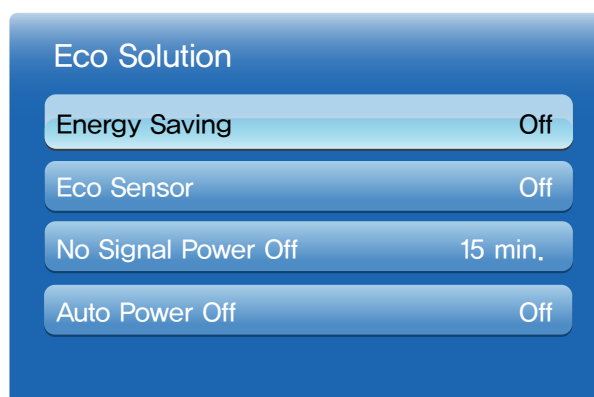 Eco Solution
Energy Saving Off
Eco Sensor Off
No Signal Power Off 15 min.
Auto Power Off Off